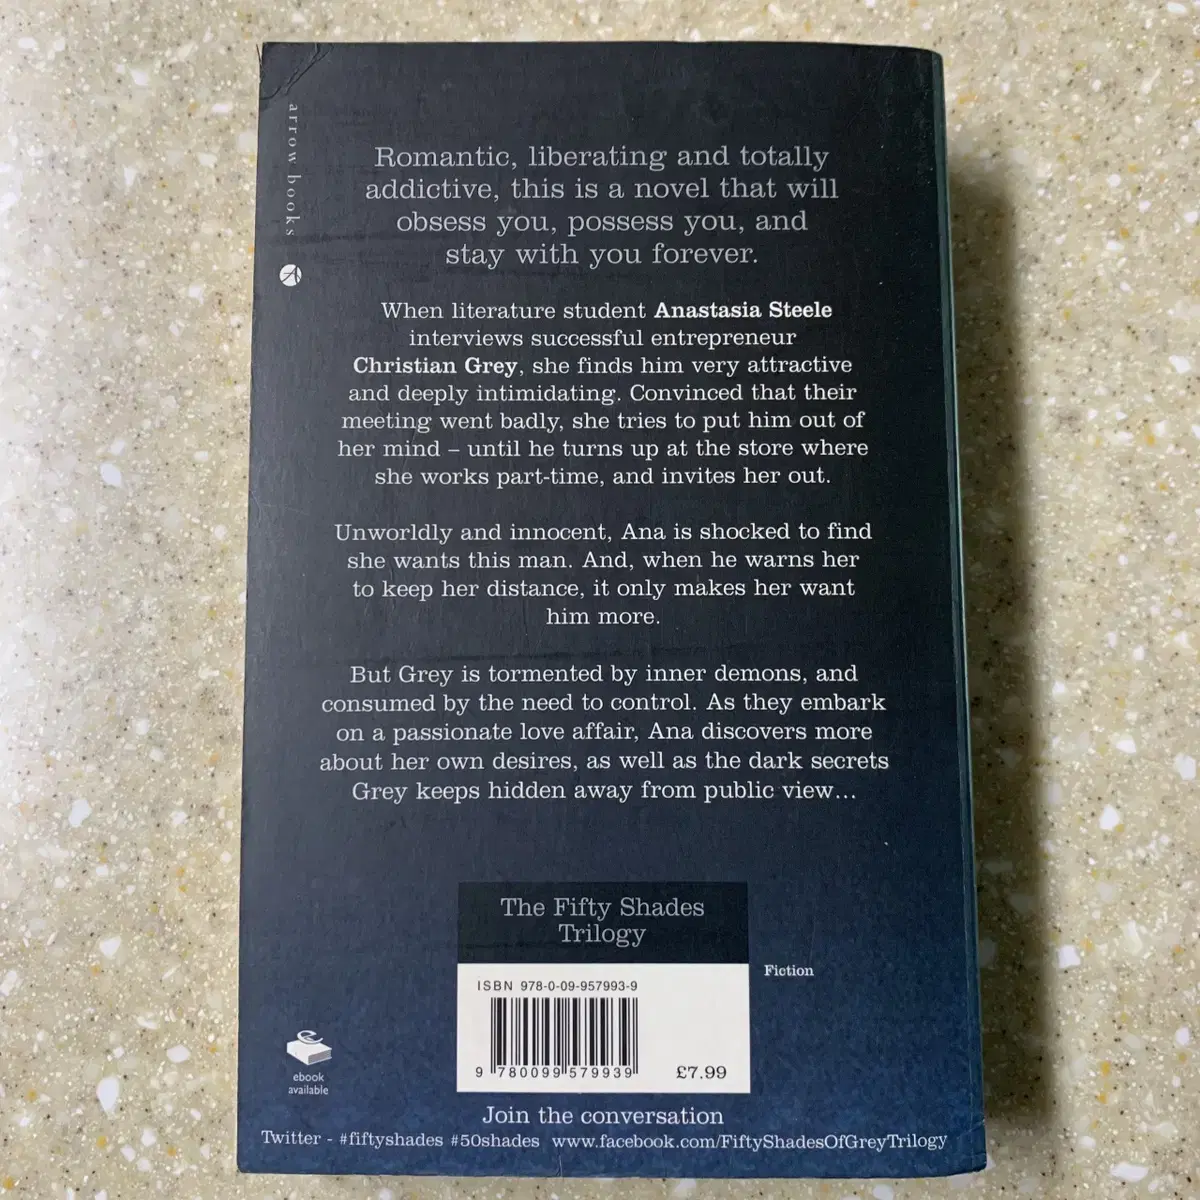 arrow books
Romantic, liberating and totally
addictive, this is a novel that will
obsess you, possess you, and
stay with you forever.
When literature student Anastasia Steele
interviews successful entrepreneur
Christian Grey, she finds him very attractive
and deeply intimidating. Convinced that their
meeting went badly, she tries to put him out of
her mind – until he turns up at the store where
she works part-time, and invites her out.
Unworldly and innocent, Ana is shocked to find
she wants this man. And, when he warns her
to keep her distance, it only makes her want
him more.
But Grey is tormented by inner demons, and
consumed by the need to control. As they embark
on a passionate love affair, Ana discovers more
about her own desires, as well as the dark secrets
Grey keeps hidden away from public view...
The Fifty Shades
Trilogy
Fiction
ISBN 978-0-09-957993-9
9 780099 579939
£7.99
ebook
available
Join the conversation
Twitter - #fiftyshades #50shades www.facebook.com/FiftyShadesOfGreyTrilogy